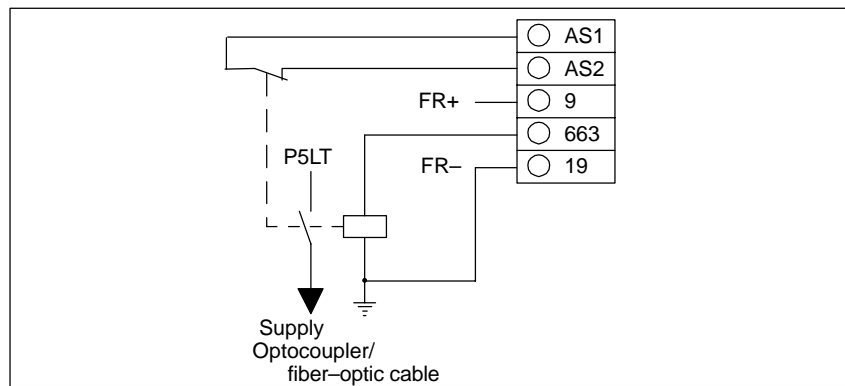 AS1
AS2
FR+ 9
663
P5LT
FR– 19
Supply
Optocoupler/
fiber–optic cable